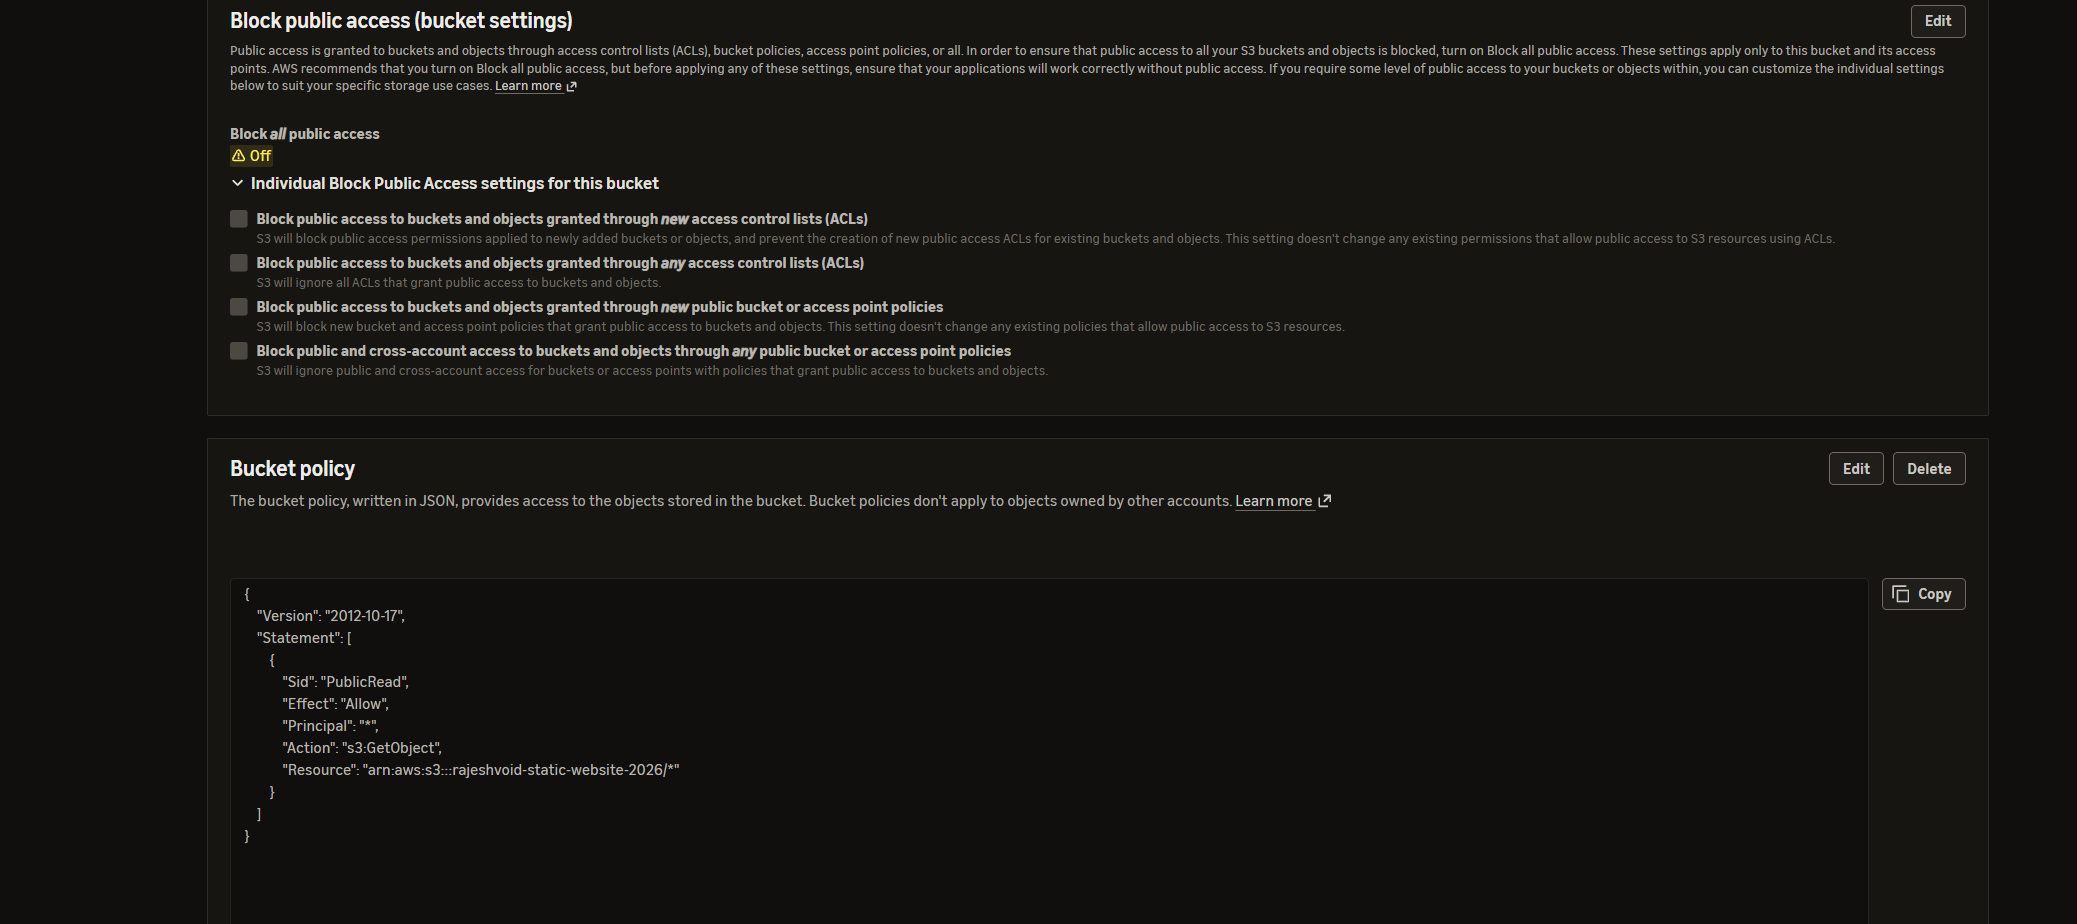 Block public access (bucket settings)
Edit
Public access is granted to buckets and objects through access control lists (ACLs), bucket policies, access point policies, or all. In order to ensure that public access to all your S3 buckets and objects is blocked, turn on Block all public access. These settings apply only to this bucket and its access
points. AWS recommends that you turn on Block all public access, but before applying any of these settings, ensure that your applications will work correctly without public access. If you require some level of public access to your buckets or objects within, you can customize the individual settings
below to suit your specific storage use cases. Learn more
Block all public access
Off
Individual Block Public Access settings for this bucket
Block public access to buckets and objects granted through new access control lists (ACLs)
S3 will block public access permissions applied to newly added buckets or objects, and prevent the creation of new public access ACLs for existing buckets and objects. This setting doesn't change any existing permissions that allow public access to S3 resources using ACLs.
Block public access to buckets and objects granted through any access control lists (ACLs)
S3 will ignore all ACLs that grant public access to buckets and objects.
Block public access to buckets and objects granted through new public bucket or access point policies
S3 will block new bucket and access point policies that grant public access to buckets and objects. This setting doesn't change any existing policies that allow public access to S3 resources.
Block public and cross-account access to buckets and objects through any public bucket or access point policies
S3 will ignore public and cross-account access for buckets or access points with policies that grant public access to buckets and objects.
Bucket policy
Edit
Delete
The bucket policy, written in JSON, provides access to the objects stored in the bucket. Bucket policies don't apply to objects owned by other accounts. Learn more
Copy
{
"Version": "2012-10-17",
"Statement": [
{
"Sid": "PublicRead",
"Effect": "Allow",
"Principal": "*",
"Action": "s3:GetObject",
"Resource": "arn:aws:s3:::rajeshvoid-static-website-2026/*"
}
]
}